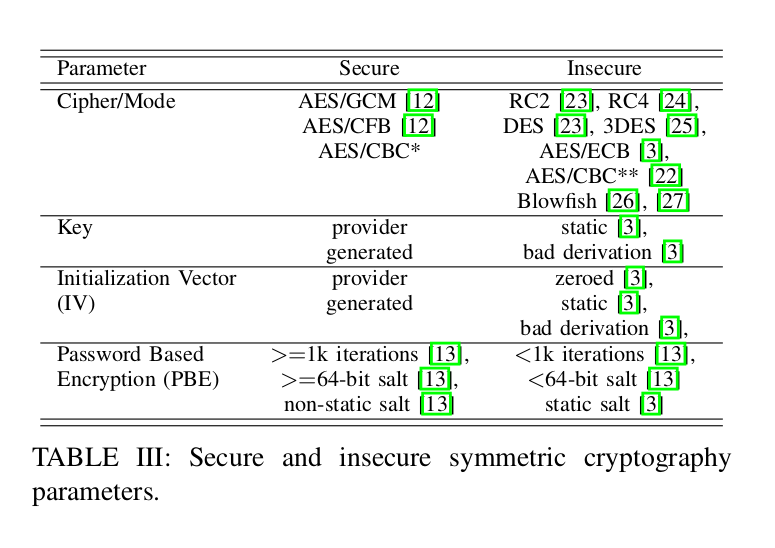 Parameter Secure Insecure
Cipher/Mode AES/GCM [12] RC2 [23], RC4 [24],
AES/CFB [12] DES [23], 3DES [25],
AES/CBC* AES/ECB [3],
AES/CBC** [22]
Blowfish [26], [27]
Key provider static [3],
generated bad derivation [3]
Initialization Vector provider zeroed [3],
(IV) generated static [3],
bad derivation [3],
Password Based >=1k iterations [13], <1k iterations [13],
Encryption (PBE) >=64-bit salt [13], <64-bit salt [13]
non-static salt [13] static salt [3]
TABLE III: Secure and insecure symmetric cryptography
parameters.